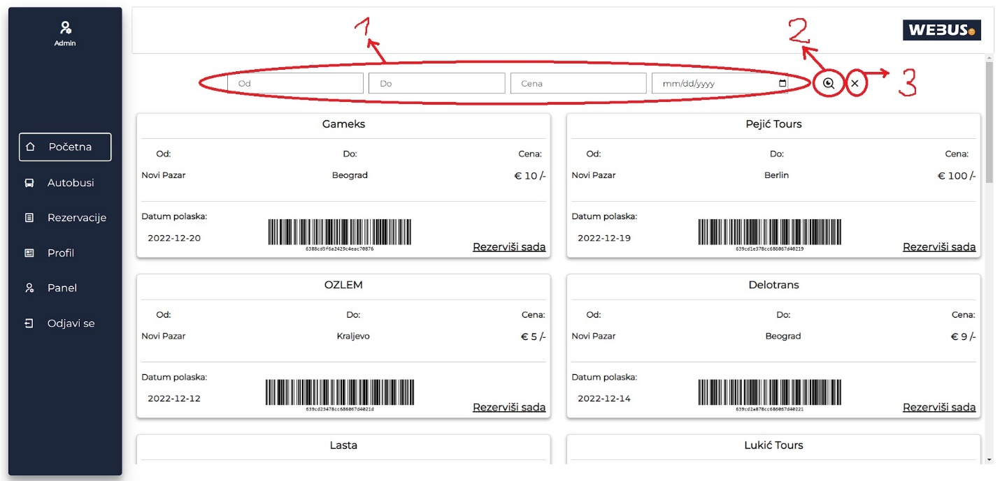 Admin
WEBUS
1
2
3
Od
Do
Cena
mm/dd/yyyy
Početna
Autobusi
Rezervacije
Profil
Panel
Odjavi se
Gameks
Od: Do: Cena:
Novi Pazar Beograd € 10 /-
Datum polaska:
2022-12-20
6388cd5f6a2429c4eac70876
Rezerviši sada
Pejić Tours
Od: Do: Cena:
Novi Pazar Berlin € 100 /-
Datum polaska:
2022-12-19
639cd1e378cc686067d40219
Rezerviši sada
OZLEM
Od: Do: Cena:
Novi Pazar Kraljevo € 5 /-
Datum polaska:
2022-12-12
639cd23478cc686067d4021d
Rezerviši sada
Delotrans
Od: Do: Cena:
Novi Pazar Beograd € 9 /-
Datum polaska:
2022-12-14
639cd2a878cc686067d40221
Rezerviši sada
Lasta
Lukić Tours